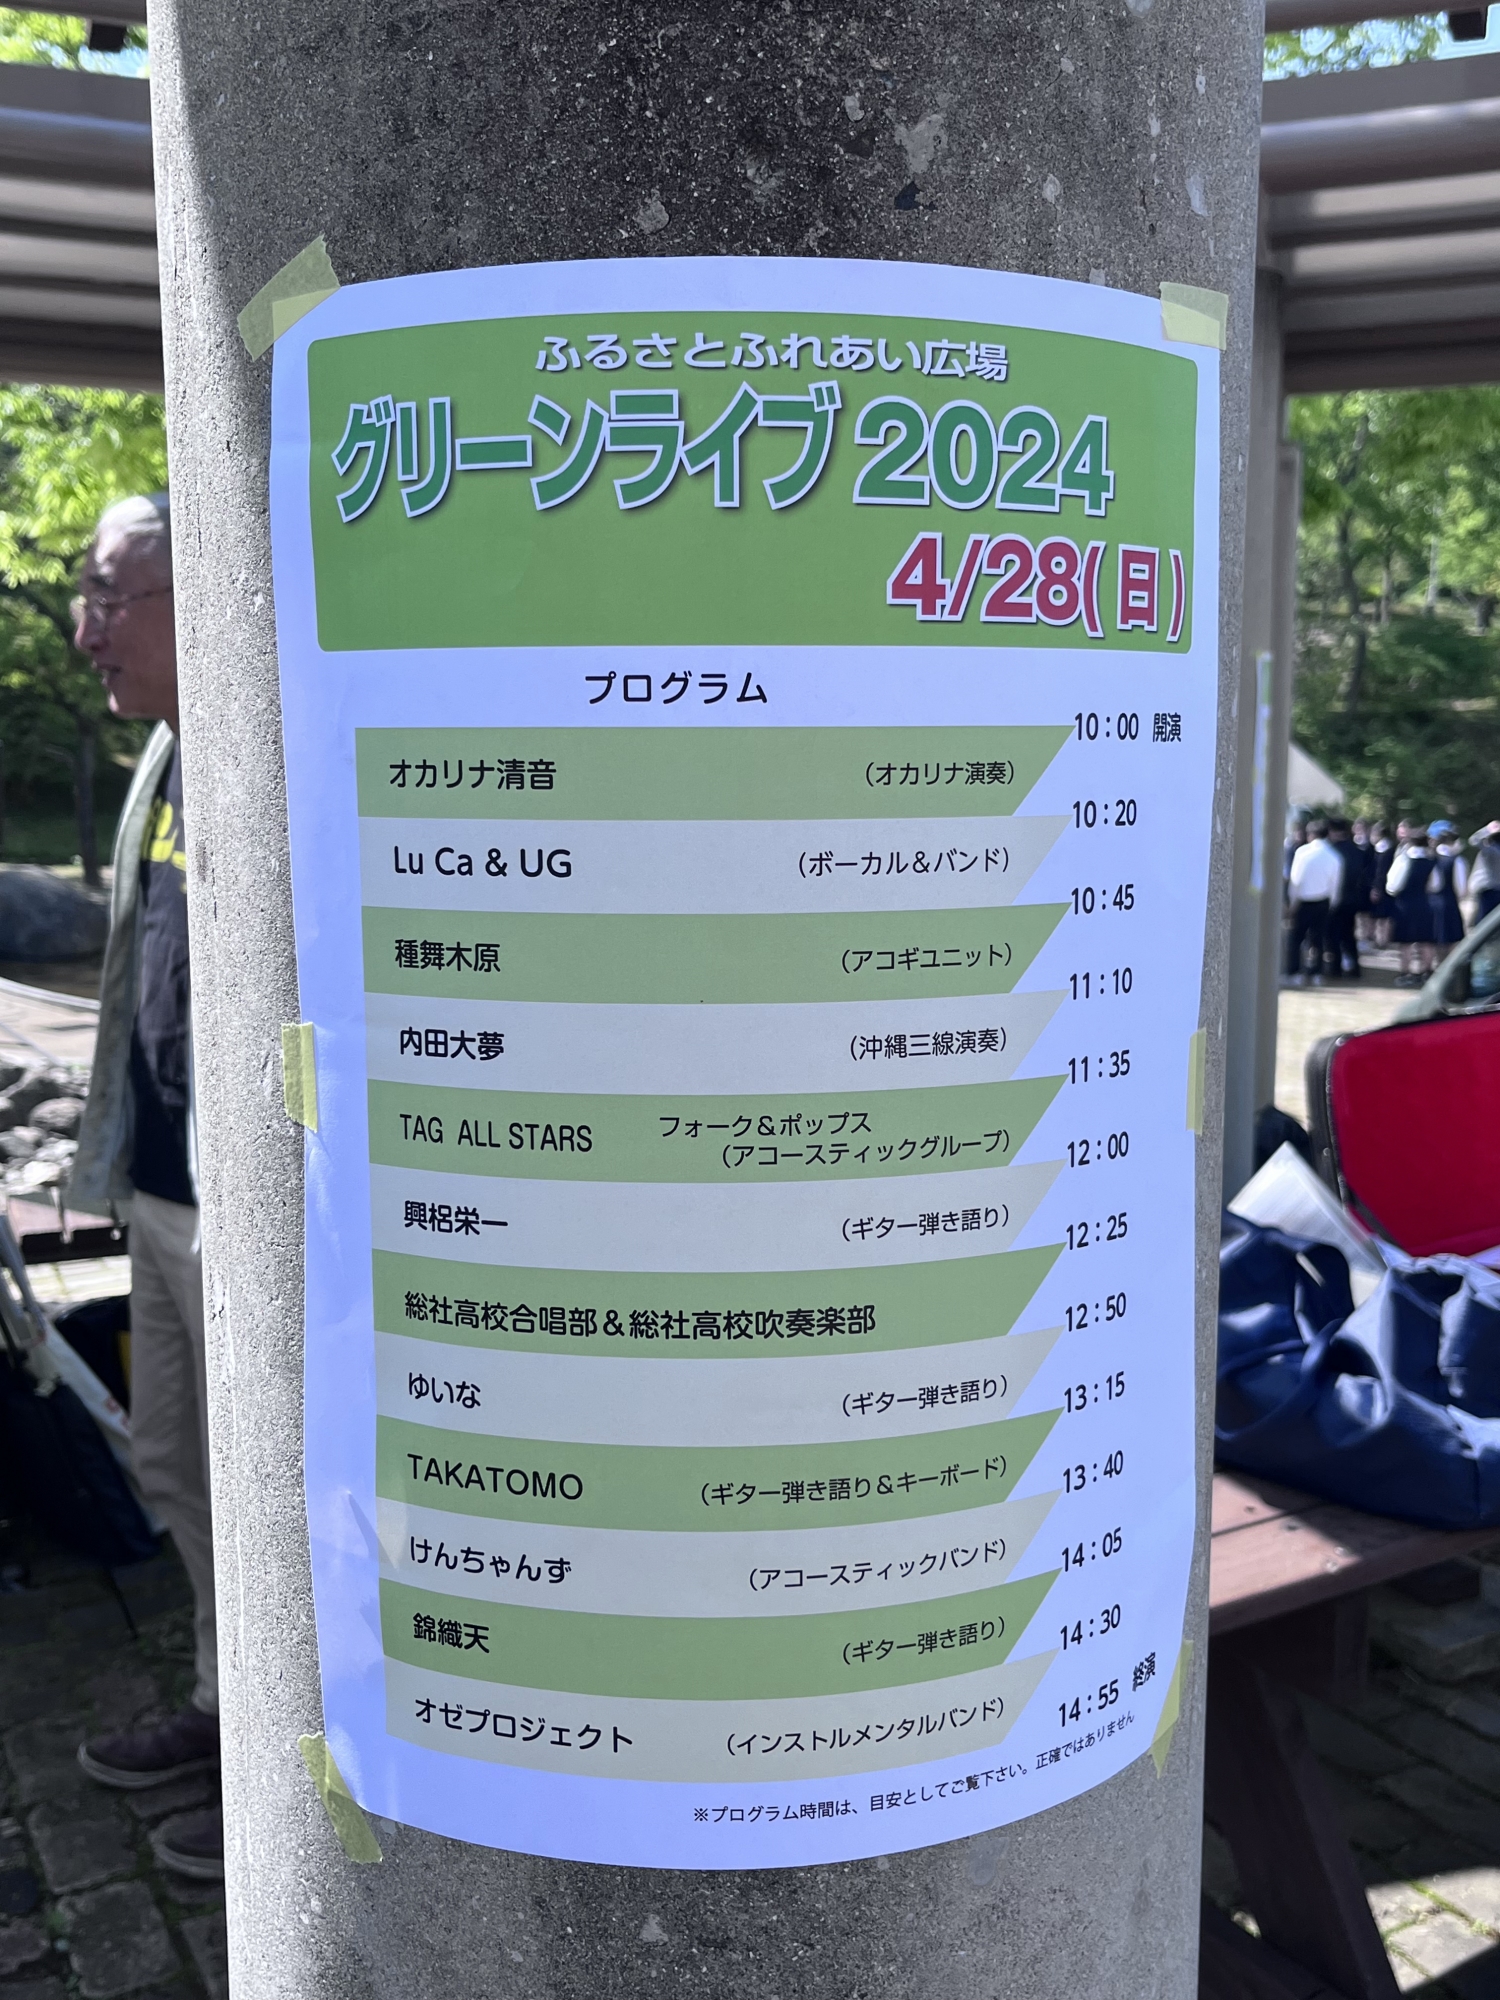 ふるさとふれあい広場
グリーンライブ 2024
4/28(日)
プログラム
10:00 開演
オカリナ清音 (オカリナ演奏)
10:20
Lu Ca & UG (ボーカル＆バンド)
10:45
種舞木原 (アコギユニット)
11:10
内田大夢 (沖縄三線演奏)
11:35
TAG ALL STARS フォーク＆ポップス
(アコースティックグループ)
12:00
興梠栄一 (ギター弾き語り)
12:25
総社高校合唱部＆総社高校吹奏楽部
12:50
ゆいな (ギター弾き語り)
13:15
TAKATOMO (ギター弾き語り＆キーボード)
13:40
けんちゃんず (アコースティックバンド)
14:05
錦織天 (ギター弾き語り)
14:30
オゼプロジェクト (インストルメンタルバンド)
14:55 終演
※プログラム時間は、目安としてご覧下さい。正確ではありません